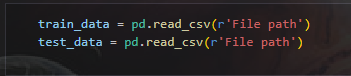 train_data = pd.read_csv(r'File path')
test_data = pd.read_csv(r'File path')